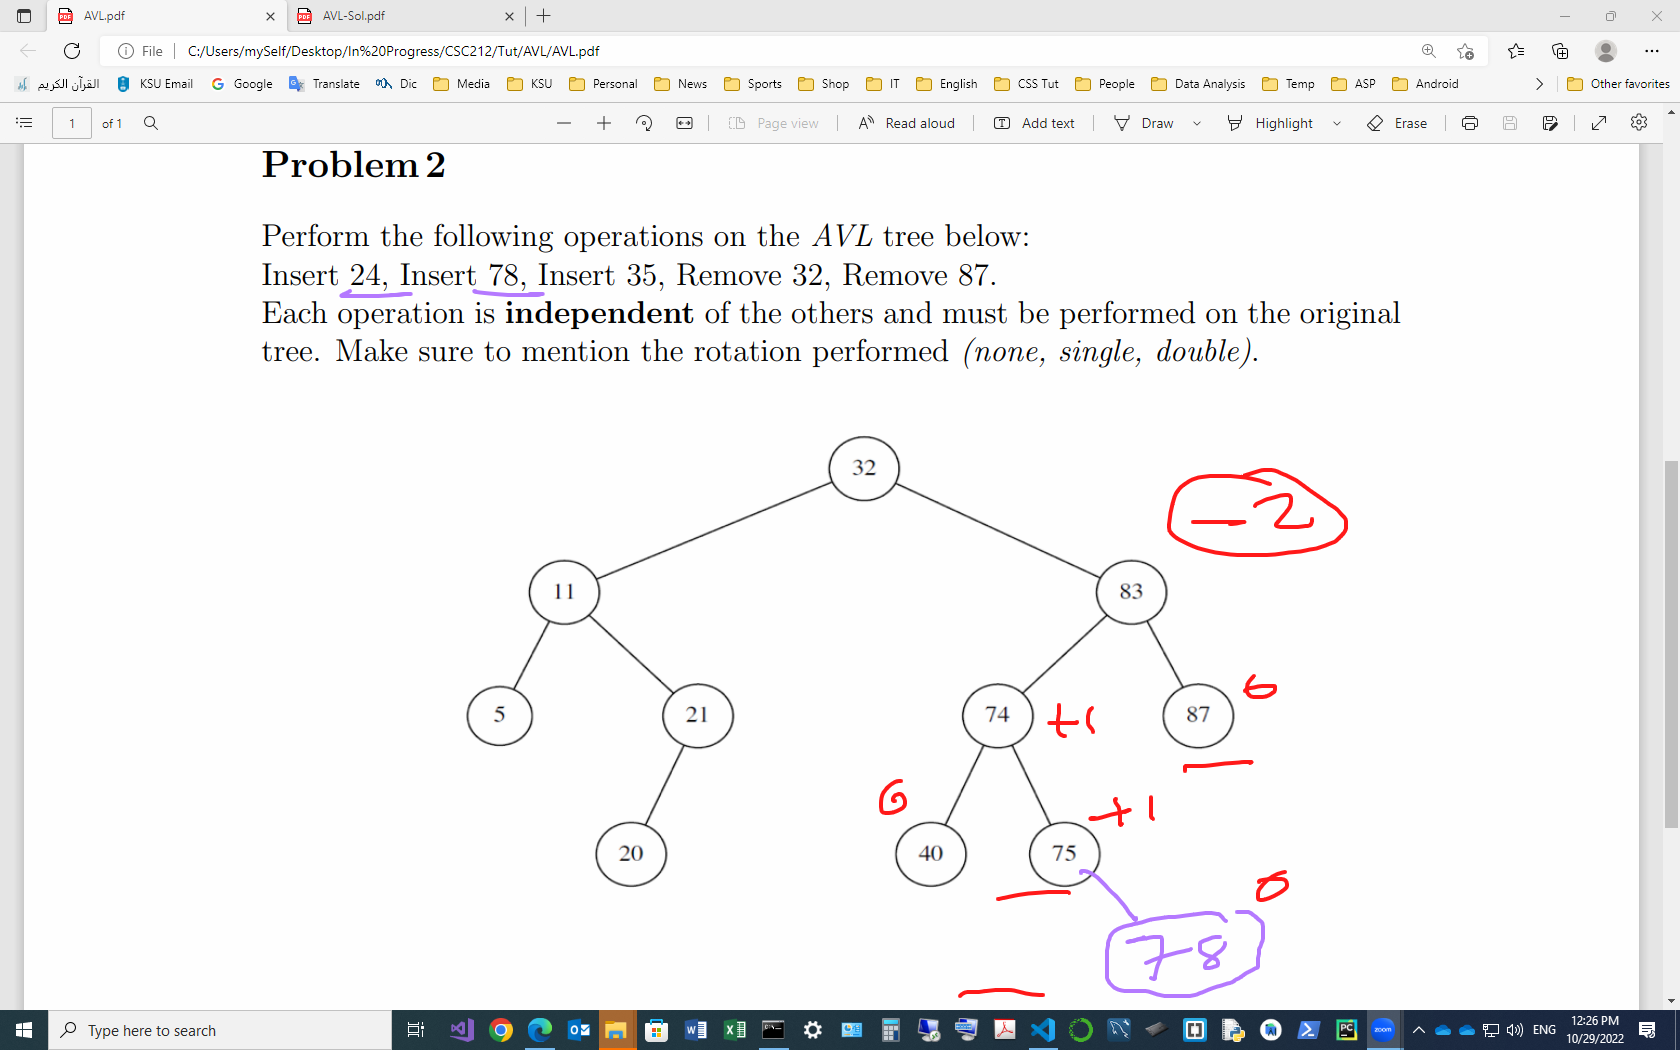 AVL.pdf
AVL-Sol.pdf
File
C:/Users/mySelf/Desktop/In%20Progress/CSC212/Tut/AVL/AVL.pdf
القرآن الكريم KSU Email Google Translate Dic Media KSU Personal News Sports Shop IT English CSS Tut People Data Analysis Temp ASP Android Other favorites
1 of 1 Page view Read aloud Add text Draw Highlight Erase
Problem 2
Perform the following operations on the AVL tree below:
Insert 24, Insert 78, Insert 35, Remove 32, Remove 87.
Each operation is independent of the others and must be performed on the original
tree. Make sure to mention the rotation performed (none, single, double).
32
-2
11 83
5 21 74 +1 87 0
0 +1
20 40 75
0
78
Type here to search
ENG
12:26 PM
10/29/2022